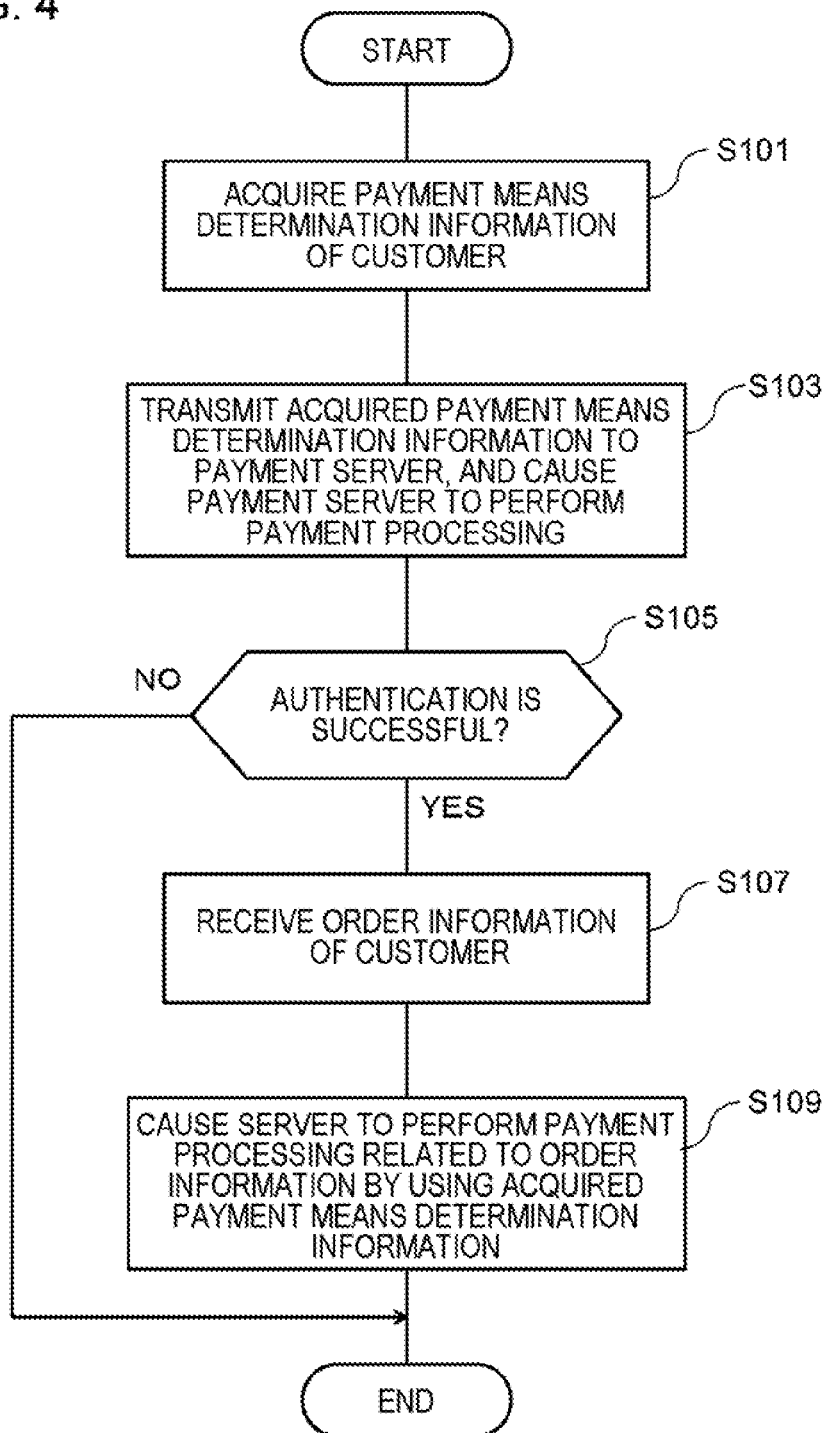 G. 4
START
S101
ACQUIRE PAYMENT MEANS
DETERMINATION INFORMATION
OF CUSTOMER
S103
TRANSMIT ACQUIRED PAYMENT MEANS
DETERMINATION INFORMATION TO
PAYMENT SERVER, AND CAUSE
PAYMENT SERVER TO PERFORM
PAYMENT PROCESSING
S105
NO
AUTHENTICATION IS
SUCCESSFUL?
YES
S107
RECEIVE ORDER INFORMATION
OF CUSTOMER
S109
CAUSE SERVER TO PERFORM PAYMENT
PROCESSING RELATED TO ORDER
INFORMATION BY USING ACQUIRED
PAYMENT MEANS DETERMINATION
INFORMATION
END